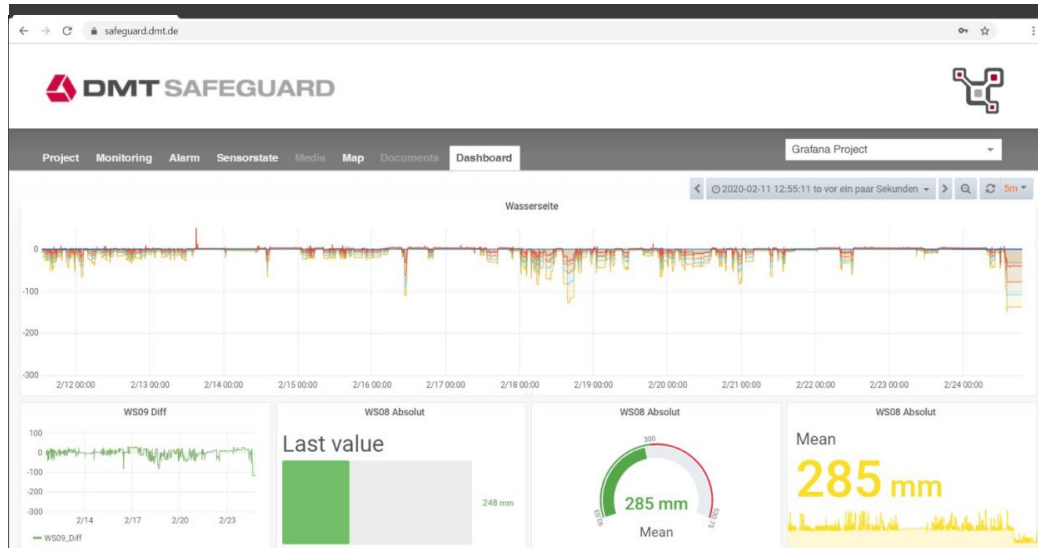 safeguard.dmt.de
DMT SAFEGUARD
Project Monitoring Alarm Sensorstate Media Map Documents Dashboard
Grafana Project
2020-02-11 12:55:11 to vor ein paar Sekunden
5m
Wasserseite
0
-100
-200
-300
2/12 00:00 2/13 00:00 2/14 00:00 2/15 00:00 2/16 00:00 2/17 00:00 2/18 00:00 2/19 00:00 2/20 00:00 2/21 00:00 2/22 00:00 2/23 00:00 2/24 00:00
WS09 Diff
100
0
-100
-200
-300
2/14 2/17 2/20 2/23
WS09_Diff
WS08 Absolut
Last value
248 mm
WS08 Absolut
300
93.03
530.75
285 mm
Mean
WS08 Absolut
Mean
285 mm